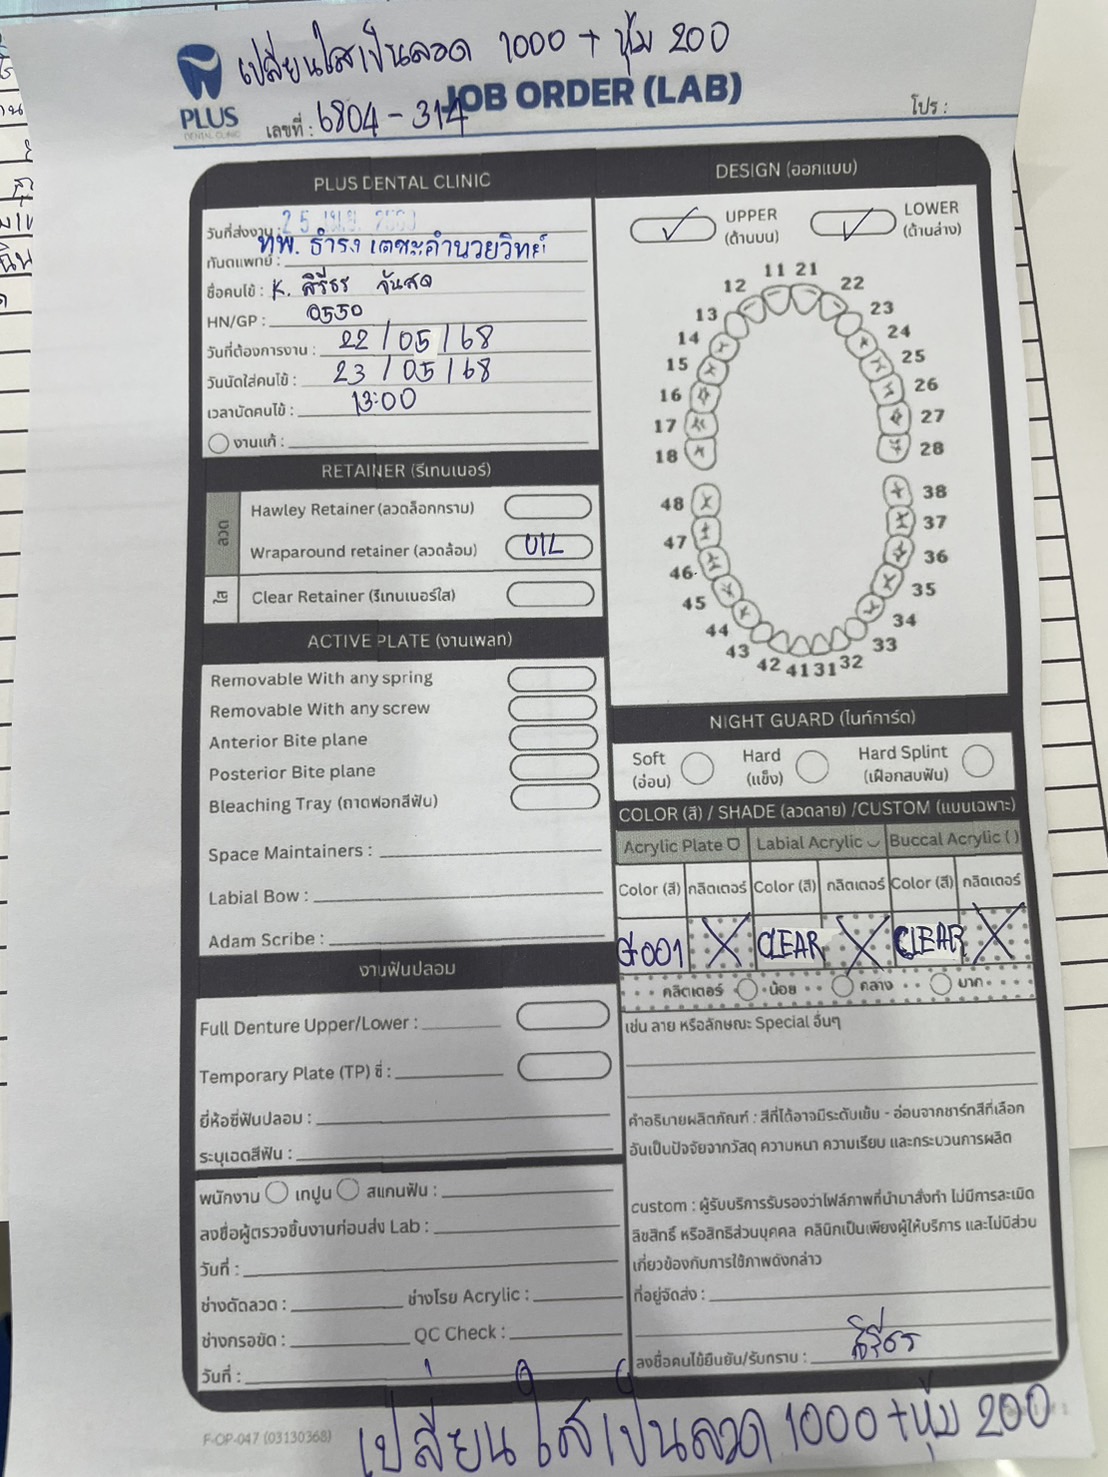 เปลี่ยนใสเป็นลวด 1000 + หุ้ม 200
PLUS
DENTAL CLINIC
JOB ORDER (LAB)
เลขที่ : 6804-314
โปร :
PLUS DENTAL CLINIC
วันที่ส่งงาน : 25 เม.ย.
ทันตแพทย์ : ทพ. ธำรง เตชะอำนวยวิทย์
ชื่อคนไข้ : K. สิรีธร จันสด
HN/GP : 0550
วันที่ต้องการงาน : 22 / 05 / 68
วันนัดใส่คนไข้ : 23 / 05 / 68
เวลานัดคนไข้ : 13:00
งานแก้ :
RETAINER (รีเทนเนอร์)
ลวด
Hawley Retainer (ลวดล็อกกราม)
Wraparound retainer (ลวดล้อม) U/L
ใส
Clear Retainer (รีเทนเนอร์ใส)
ACTIVE PLATE (งานเพลท)
Removable With any spring
Removable With any screw
Anterior Bite plane
Posterior Bite plane
Bleaching Tray (ถาดฟอกสีฟัน)
Space Maintainers :
Labial Bow :
Adam Scribe :
งานฟันปลอม
Full Denture Upper/Lower :
Temporary Plate (TP) ซี่ :
ยี่ห้อซี่ฟันปลอม :
ระบุเฉดสีฟัน :
พนักงาน เทปูน สแกนฟัน :
ลงชื่อผู้ตรวจชิ้นงานก่อนส่ง Lab :
วันที่ :
ช่างดัดลวด : ช่างโรย Acrylic :
ช่างกรอขัด : QC Check :
วันที่ :
DESIGN (ออกแบบ)
UPPER LOWER
(ด้านบน) (ด้านล่าง)
11 21
12 22
13 23
14 24
15 25
16 26
17 27
18 28
48 38
47 37
46 36
45 35
44 34
43 33
42 41 31 32
NIGHT GUARD (ไนท์การ์ด)
Soft Hard Hard Splint
(อ่อน) (แข็ง) (เฝือกสบฟัน)
COLOR (สี) / SHADE (ลวดลาย) /CUSTOM (แบบเฉพาะ)
Acrylic Plate Labial Acrylic Buccal Acrylic ( )
Color (สี) กลิตเตอร์ Color (สี) กลิตเตอร์ Color (สี) กลิตเตอร์
G001 X CLEAR X CLEAR X
กลิตเตอร์ น้อย กลาง มาก
เช่น ลาย หรือลักษณะ Special อื่นๆ
คำอธิบายผลิตภัณฑ์ : สีที่ได้อาจมีระดับเข้ม - อ่อนจากชาร์ทสีที่เลือก
อันเป็นปัจจัยจากวัสดุ ความหนา ความเรียบ และกระบวนการผลิต
custom : ผู้รับบริการรับรองว่าไฟล์ภาพที่นำมาสั่งทำ ไม่มีการละเมิด
ลิขสิทธิ์ หรือสิทธิส่วนบุคคล คลินิกเป็นเพียงผู้ให้บริการ และไม่มีส่วน
เกี่ยวข้องกับการใช้ภาพดังกล่าว
ที่อยู่จัดส่ง :
ลงชื่อคนไข้ยืนยัน/รับทราบ : สิรีธร
F-OP-047 (03130368)
เปลี่ยนใสเป็นลวด 1000 + หุ้ม 200